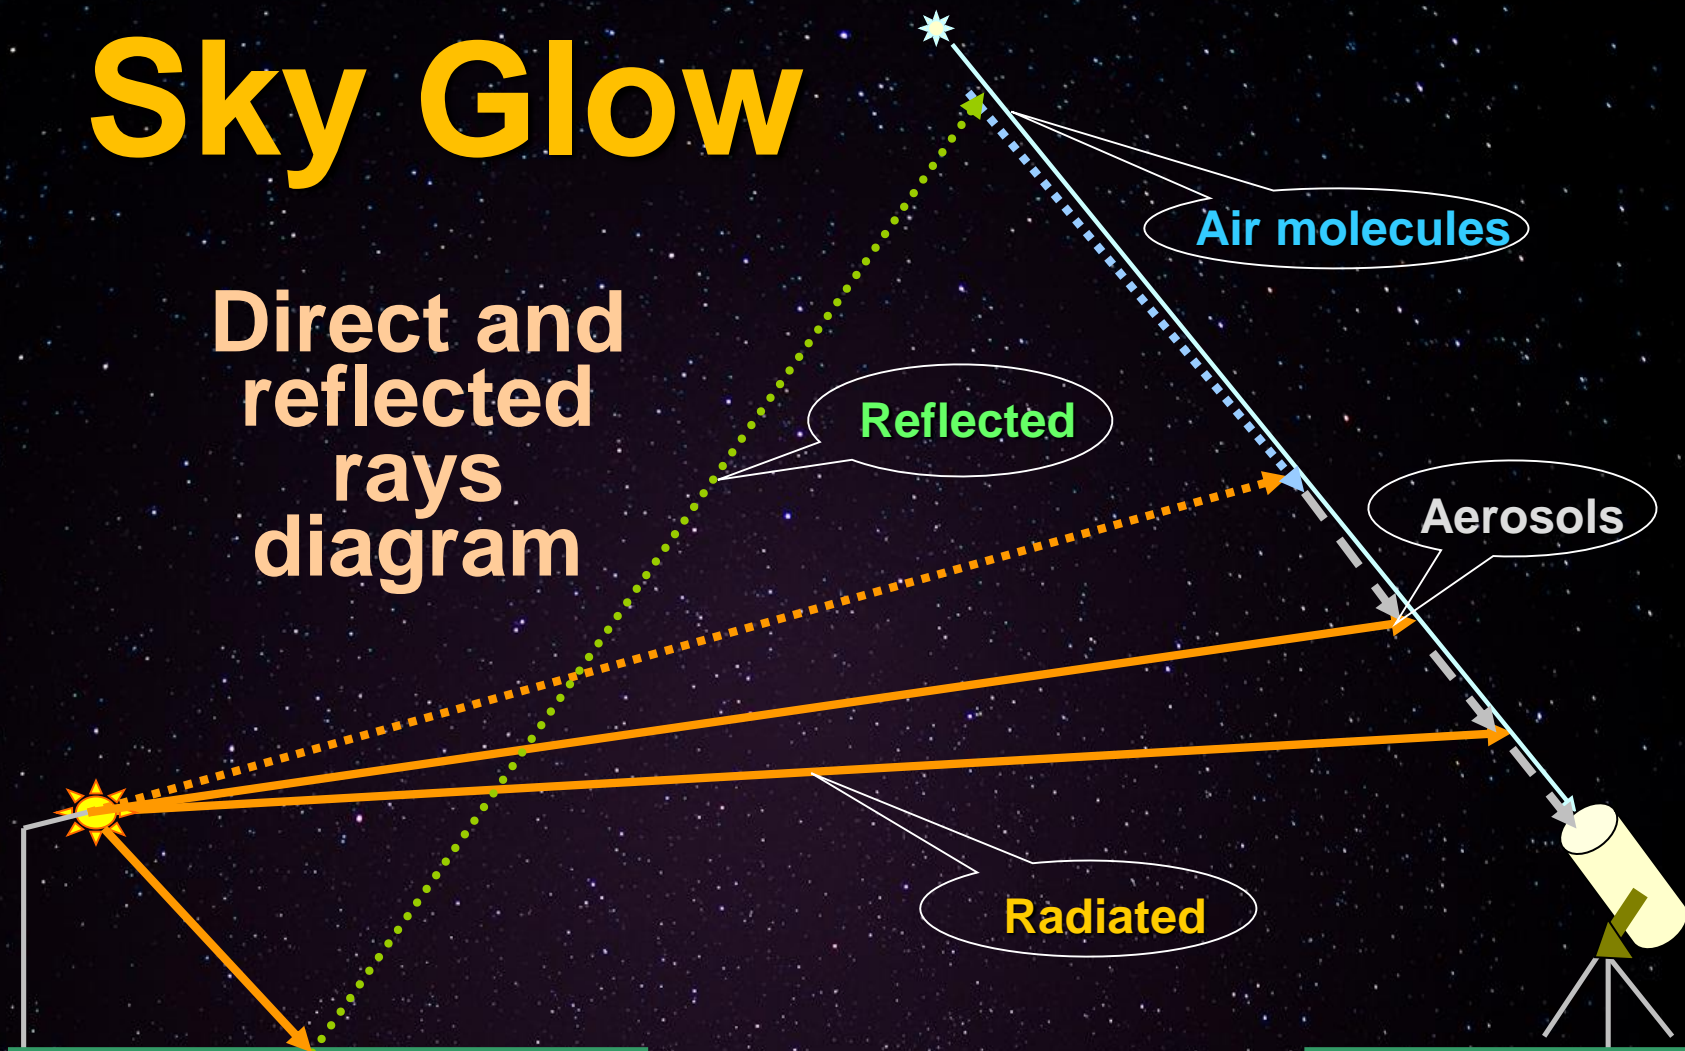 Sky Glow
Direct and
reflected
rays
diagram
Air molecules
Reflected
Aerosols
Radiated